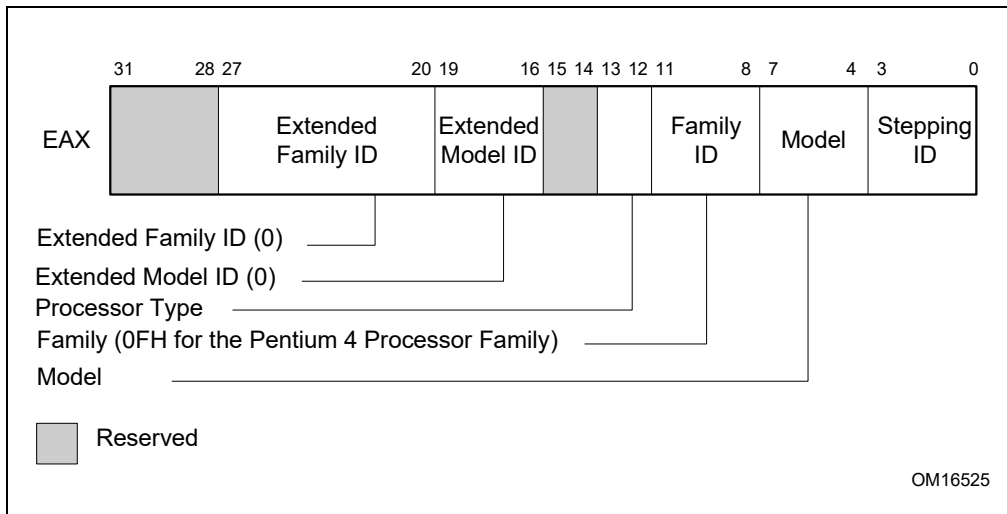 31 28 27 20 19 16 15 14 13 12 11 8 7 4 3 0
EAX
Extended
Family ID
Extended
Model ID
Family
ID
Model
Stepping
ID
Extended Family ID (0)
Extended Model ID (0)
Processor Type
Family (0FH for the Pentium 4 Processor Family)
Model
Reserved
OM16525